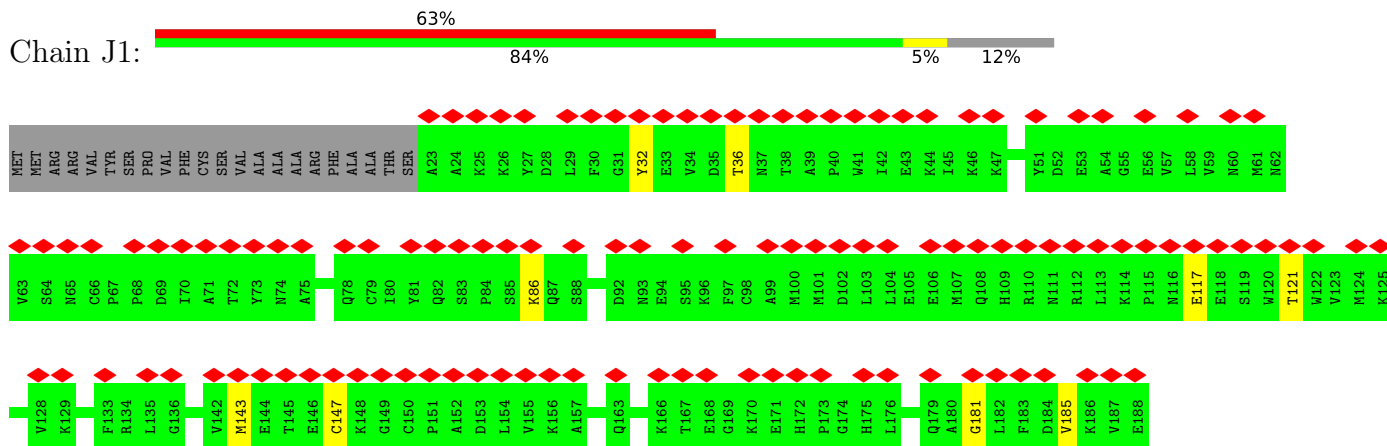 63%
Chain J1:
84% 5% 12%
MET MET ARG ARG VAL TYR SER PRO VAL PHE CYS SER VAL ALA ALA ALA ARG PHE ALA ALA THR SER A23 A24 K25 K26 Y27 D28 L29 F30 G31 Y32 E33 V34 D35 T36 N37 T38 A39 P40 W41 I42 E43 K44 I45 K46 K47 Y51 D52 E53 A54 G55 E56 V57 L58 V59 N60 M61 N62
V63 S64 N65 C66 P67 P68 D69 I70 A71 T72 Y73 N74 A75 Q78 C79 I80 Y81 Q82 S83 P84 S85 K86 Q87 S88 D92 N93 E94 S95 K96 F97 C98 A99 M100 M101 D102 L103 L104 E105 E106 M107 Q108 H109 R110 N111 R112 L113 K114 P115 N116 E117 E118 S119 W120 T121 W122 V123 M124 K125
V128 K129 F133 R134 L135 G136 V142 M143 E144 T145 E146 C147 K148 G149 C150 P151 A152 D153 L154 V155 K156 A157 Q163 K166 T167 E168 G169 K170 E171 H172 P173 G174 H175 L176 Q179 A180 G181 L182 F183 D184 V185 K186 V187 E188